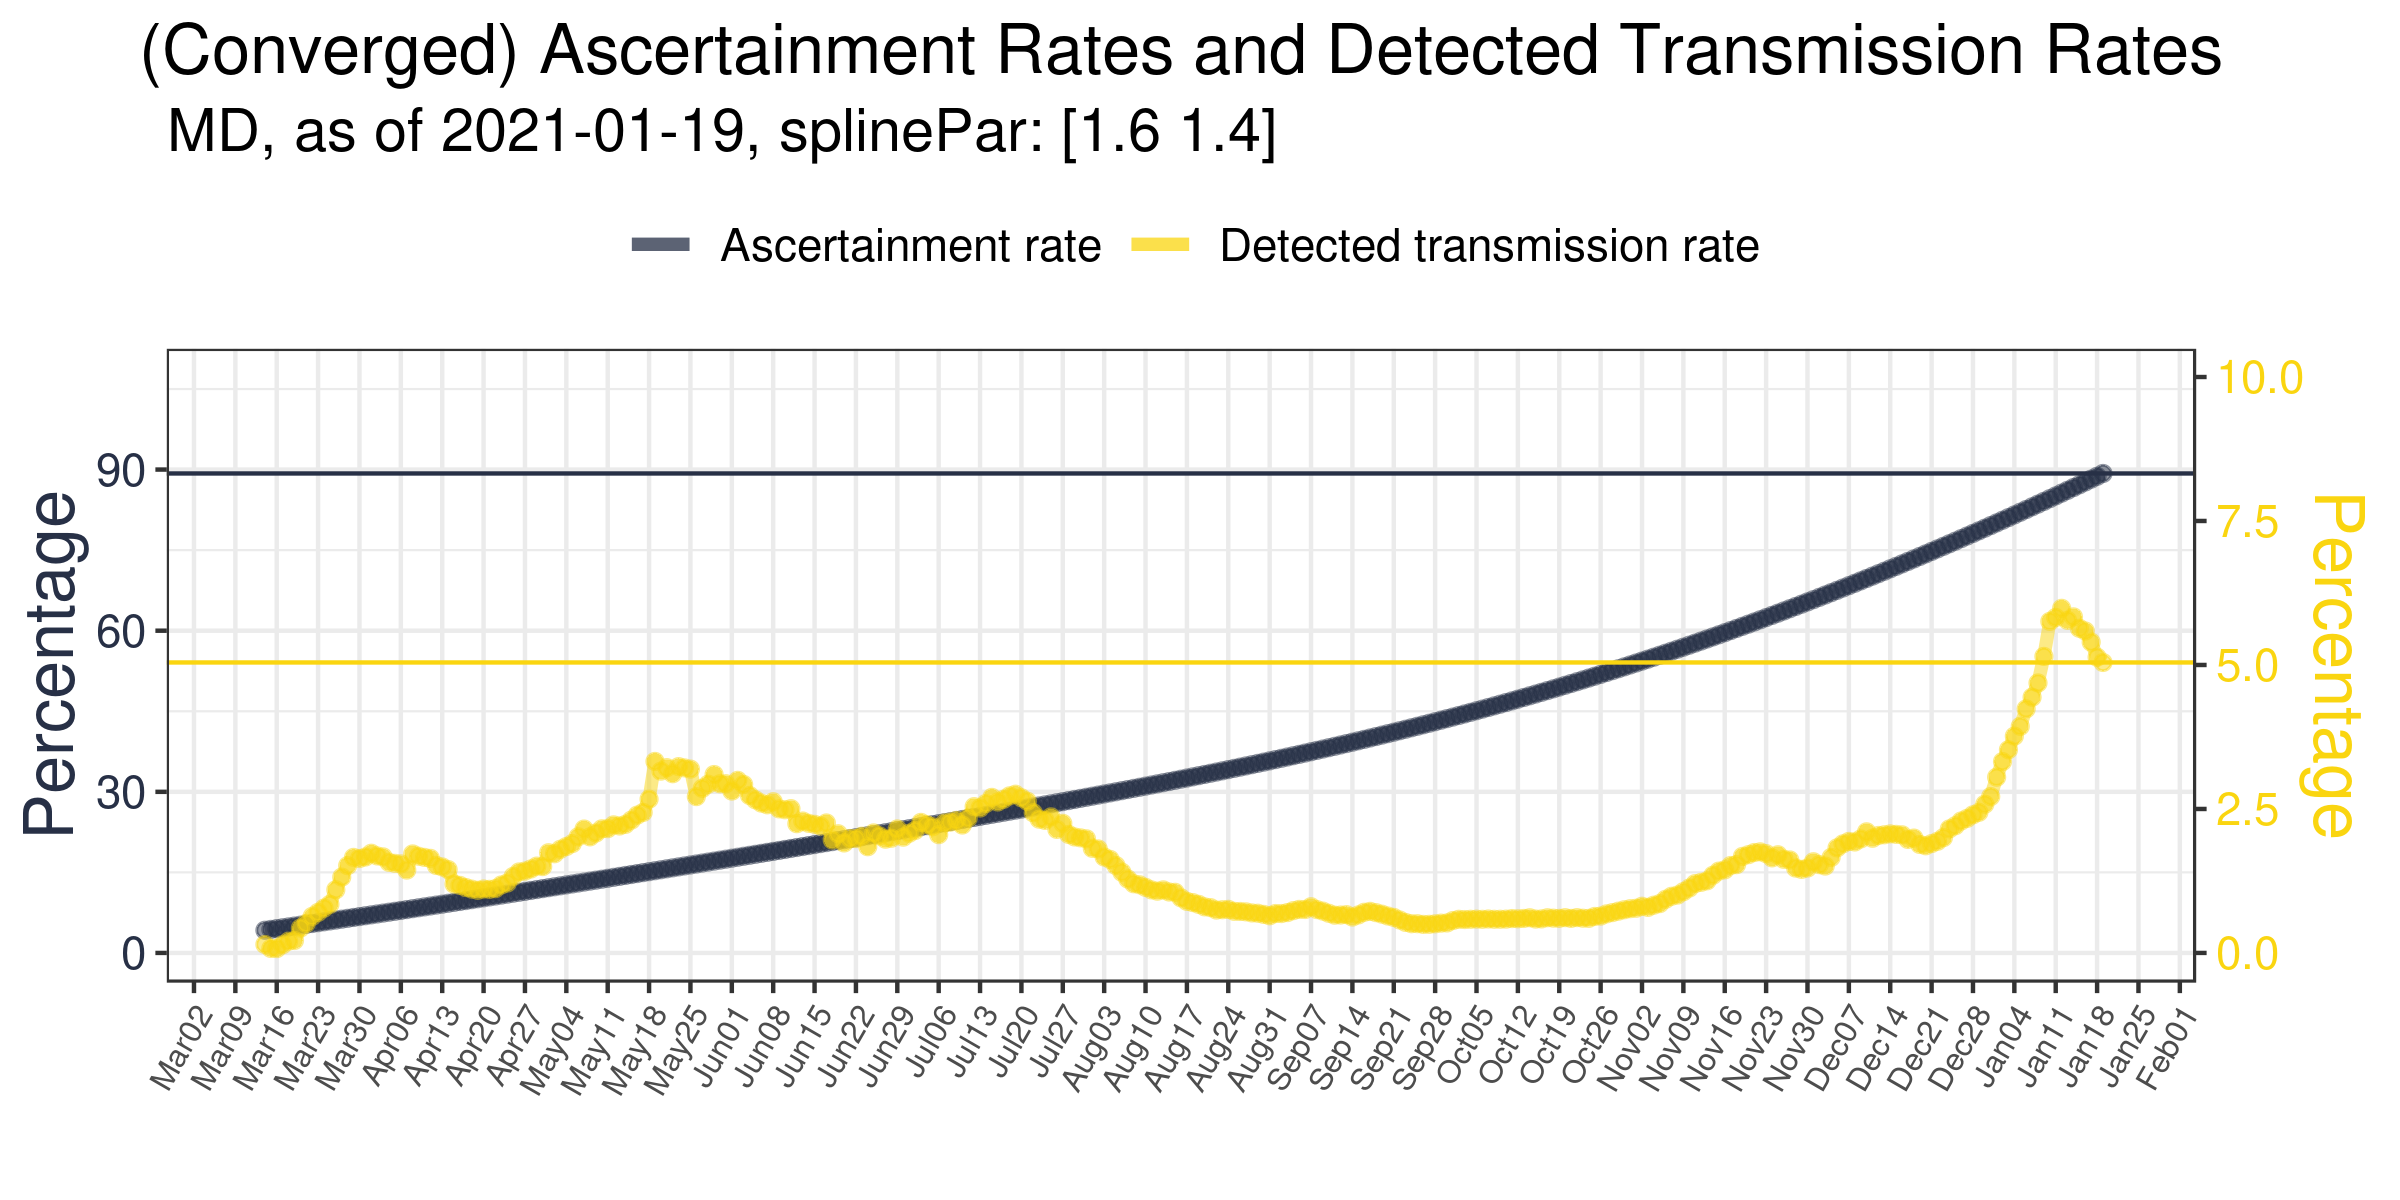 (Converged) Ascertainment Rates and Detected Transmission Rates
MD, as of 2021-01-19, splinePar: [1.6 1.4]
Ascertainment rate
Detected transmission rate
Percentage
90
60
30
0
10.0
7.5
5.0
2.5
0.0
Percentage
Mar02
Mar09
Mar16
Mar23
Mar30
Apr06
Apr13
Apr20
Apr27
May04
May11
May18
May25
Jun01
Jun08
Jun15
Jun22
Jun29
Jul06
Jul13
Jul20
Jul27
Aug03
Aug10
Aug17
Aug24
Aug31
Sep07
Sep14
Sep21
Sep28
Oct05
Oct12
Oct19
Oct26
Nov02
Nov09
Nov16
Nov23
Nov30
Dec07
Dec14
Dec21
Dec28
Jan04
Jan11
Jan18
Jan25
Feb01